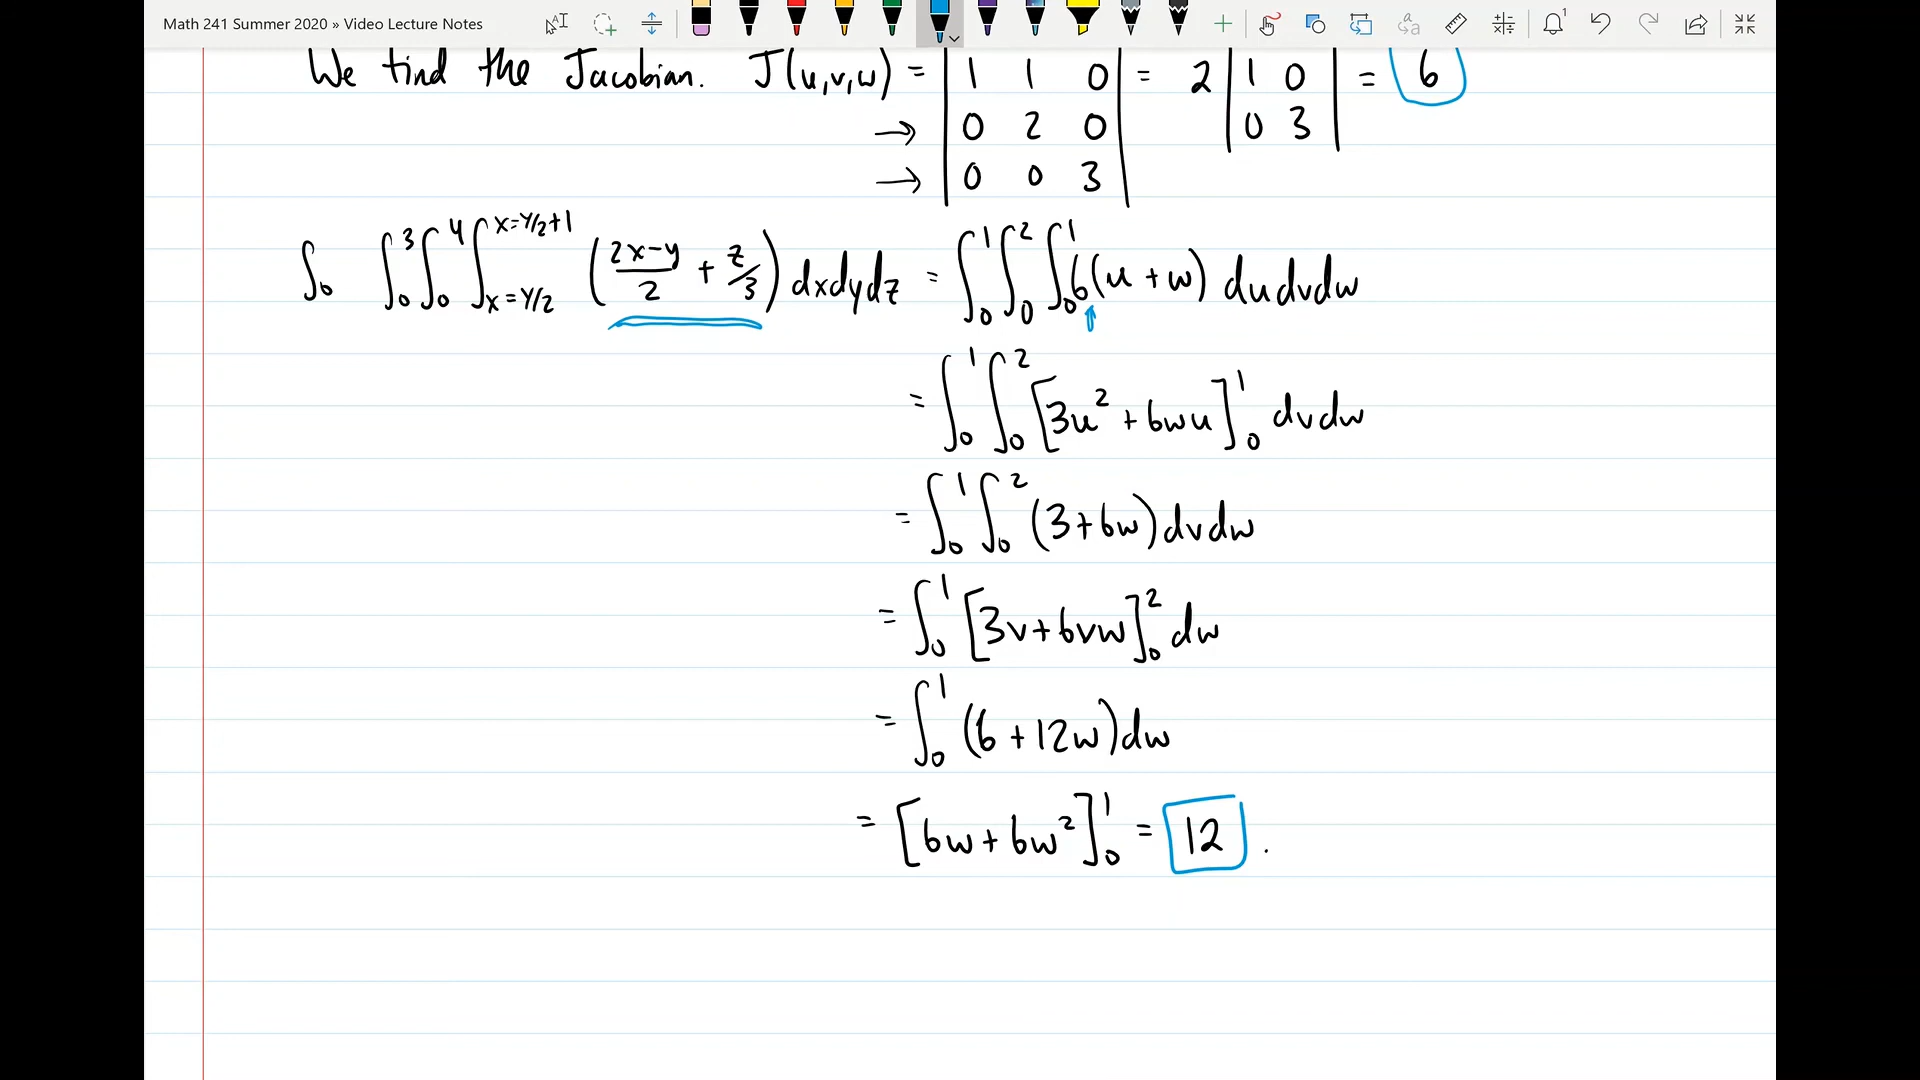 Math 241 Summer 2020 » Video Lecture Notes
We find the Jacobian. J(u,v,w) = |1 1 0| = 2 |1 0| = 6
→ |0 2 0| |0 3|
→ |0 0 3|
So ∫₀³ ∫₀⁴ ∫_{x=y/2}^{x=y/2+1} ((2x-y)/2 + z/3) dxdydz = ∫₀¹ ∫₀² ∫₀¹ 6(u + w) dudvdw
= ∫₀¹ ∫₀² [3u² + 6wu]₀¹ dvdw
= ∫₀¹ ∫₀² (3+6w) dvdw
= ∫₀¹ [3v+6vw]₀² dw
= ∫₀¹ (6 + 12w) dw
= [6w + 6w²]₀¹ = 12.